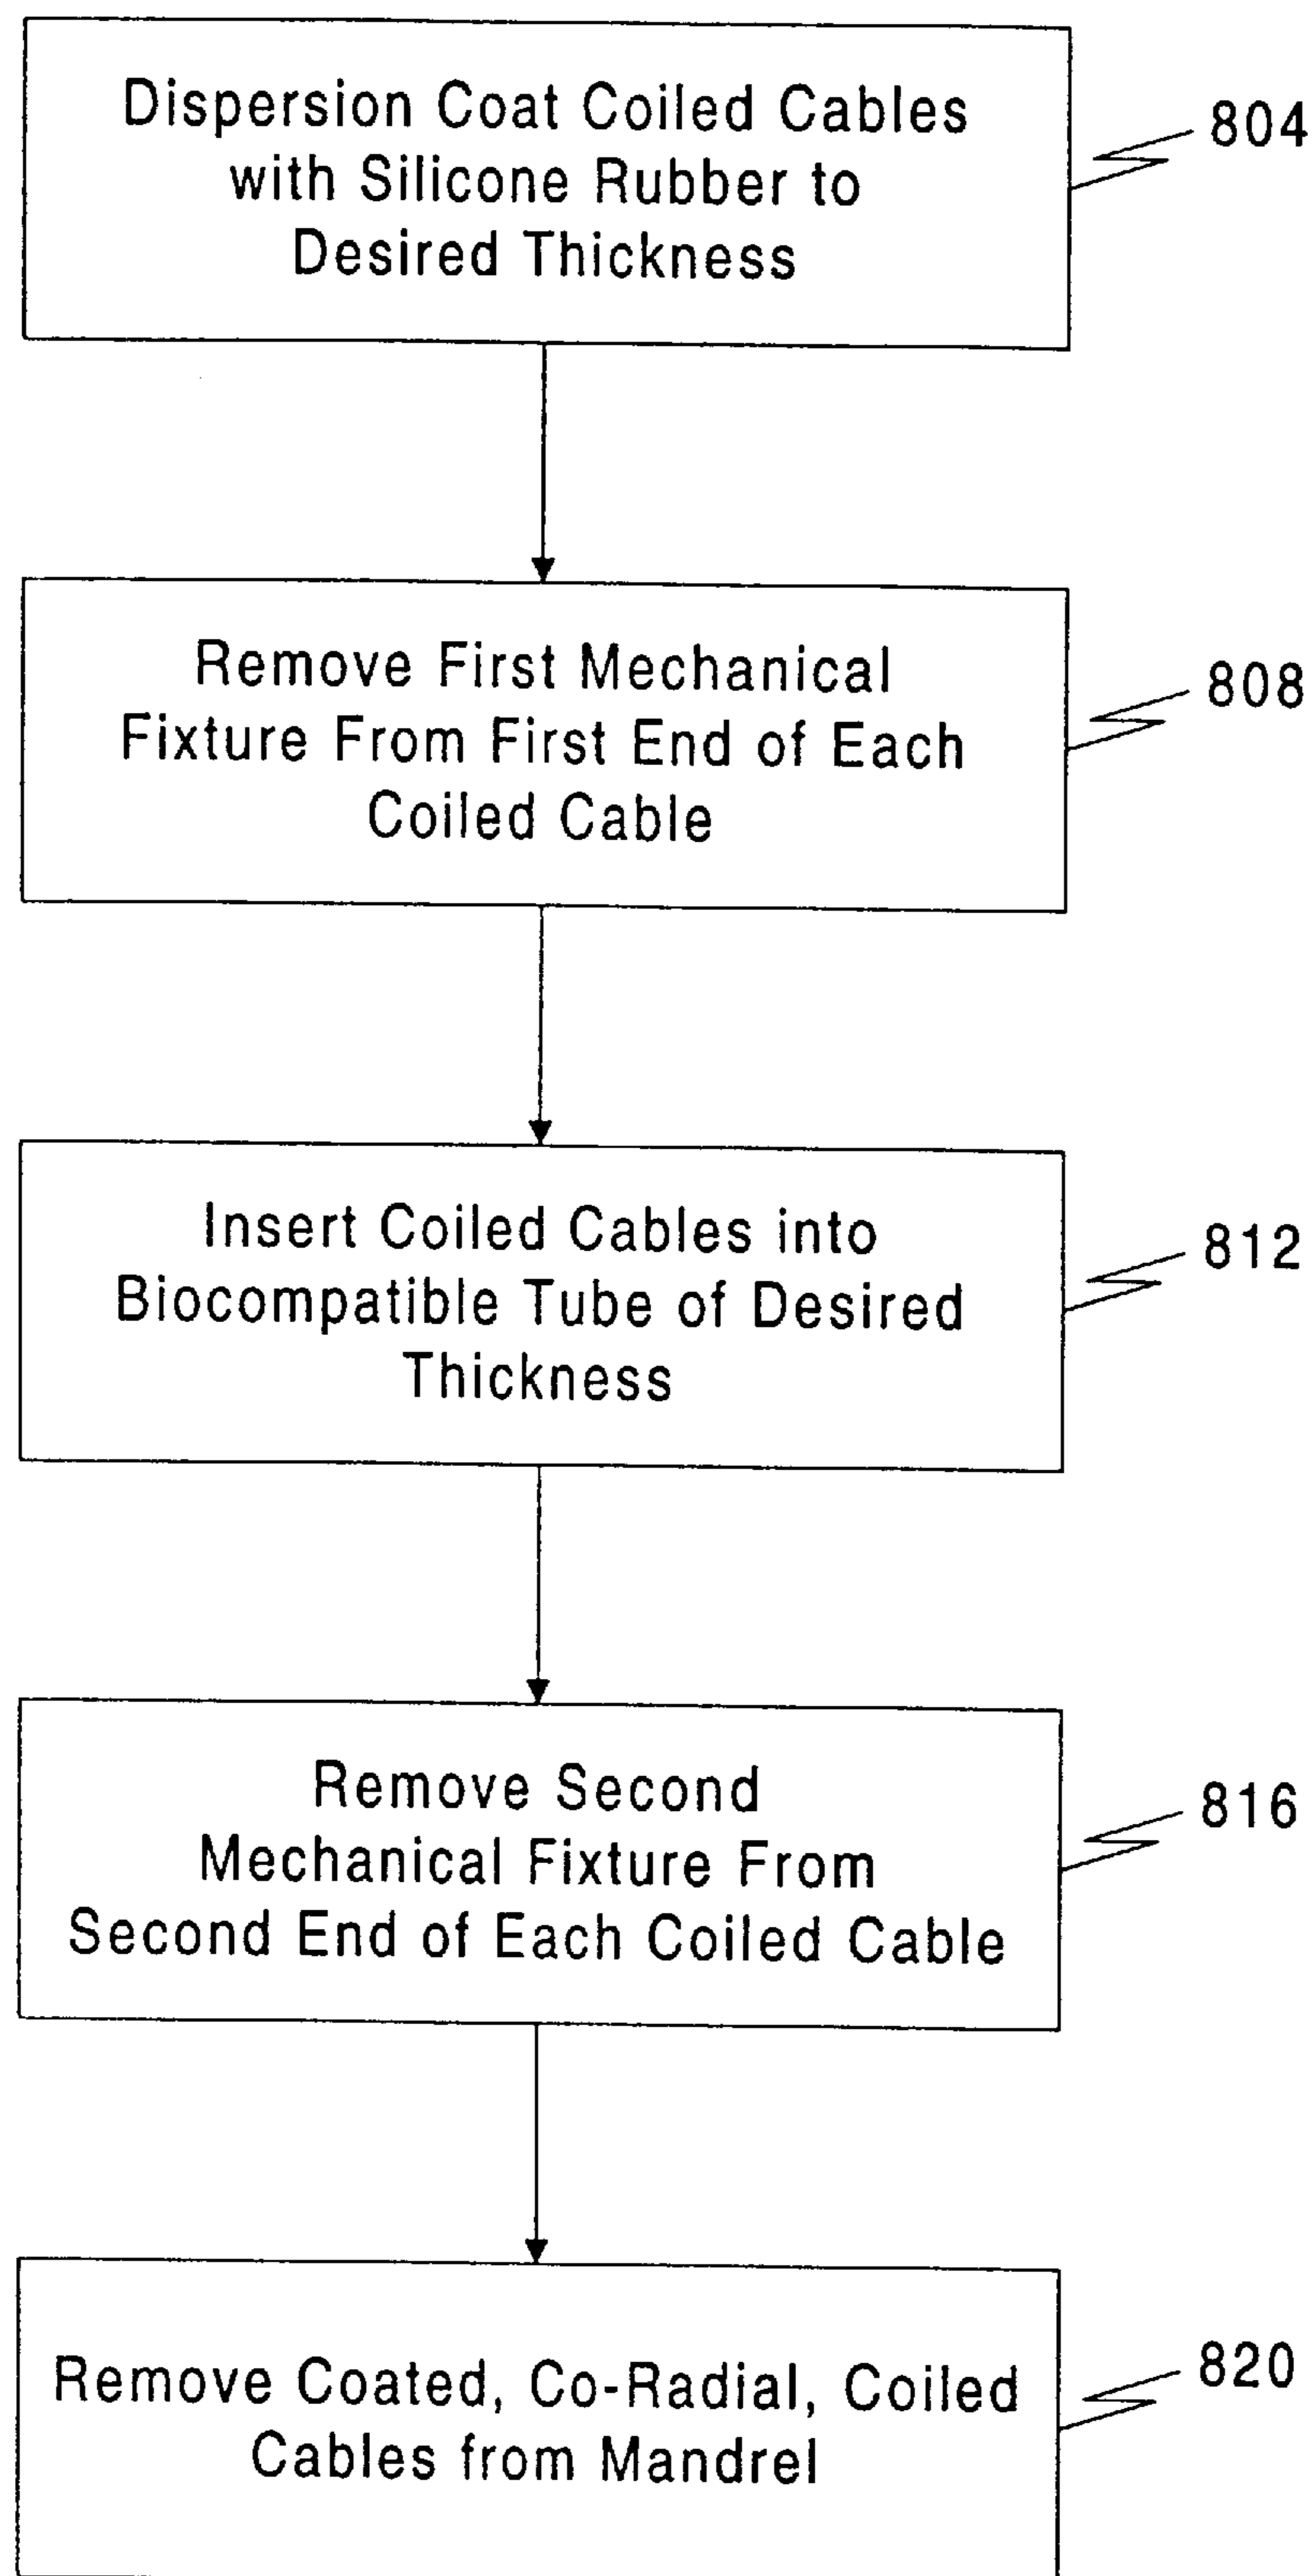 Dispersion Coat Coiled Cables
with Silicone Rubber to
Desired Thickness
804
Remove First Mechanical
Fixture From First End of Each
Coiled Cable
808
Insert Coiled Cables into
Biocompatible Tube of Desired
Thickness
812
Remove Second
Mechanical Fixture From
Second End of Each Coiled Cable
816
Remove Coated, Co-Radial, Coiled
Cables from Mandrel
820